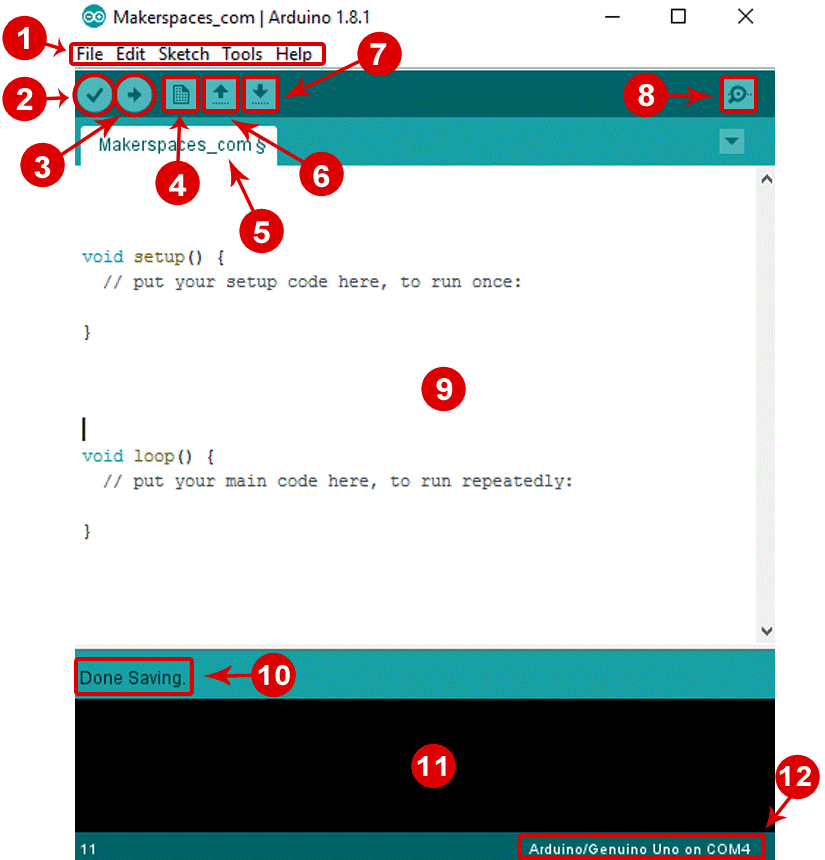 Makerspaces_com | Arduino 1.8.1
1
File Edit Sketch Tools Help
7
2
8
3
4
6
Makerspaces_com §
5
void setup() {
// put your setup code here, to run once:
}
9
void loop() {
// put your main code here, to run repeatedly:
}
Done Saving.
10
11
12
11
Arduino/Genuino Uno on COM4